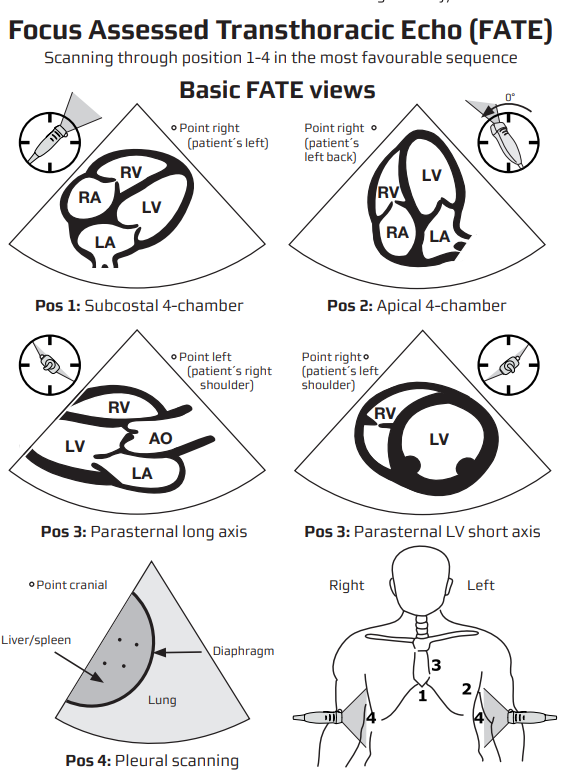 Focus Assessed Transthoracic Echo (FATE)
Scanning through position 1-4 in the most favourable sequence
Basic FATE views
Point right
(patient´s left)
RV
RA
LV
LA
Pos 1: Subcostal 4-chamber
0°
Point right
(patient´s
left back)
LV
RV
RA
LA
Pos 2: Apical 4-chamber
Point left
(patient´s right
shoulder)
RV
LV
AO
LA
Pos 3: Parasternal long axis
Point right
(patient´s left
shoulder)
RV
LV
Pos 3: Parasternal LV short axis
Point cranial
Liver/spleen
Diaphragm
Lung
Pos 4: Pleural scanning
Right
Left
3
1
2
4
4